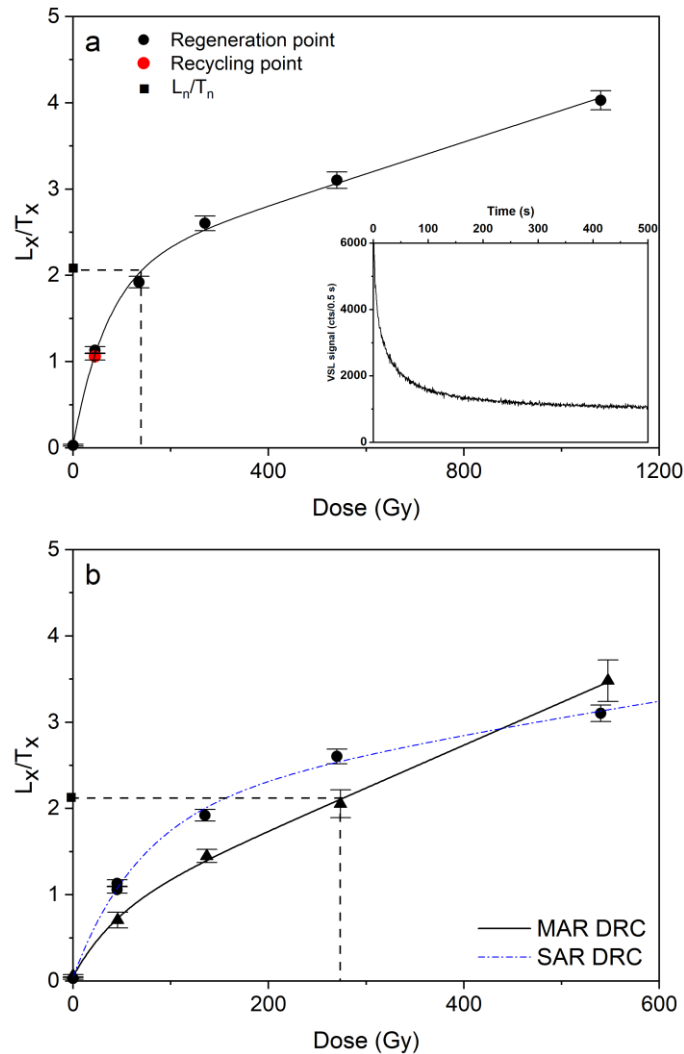 a
Regeneration point
Recycling point
Ln/Tn
5
4
3
2
1
0
Lx/Tx
0
400
800
1200
Dose (Gy)
Time (s)
0 100 200 300 400 500
6000
4000
2000
0
VSL signal (cts/0.5 s)
b
5
4
3
2
1
0
Lx/Tx
MAR DRC
SAR DRC
0 200 400 600
Dose (Gy)